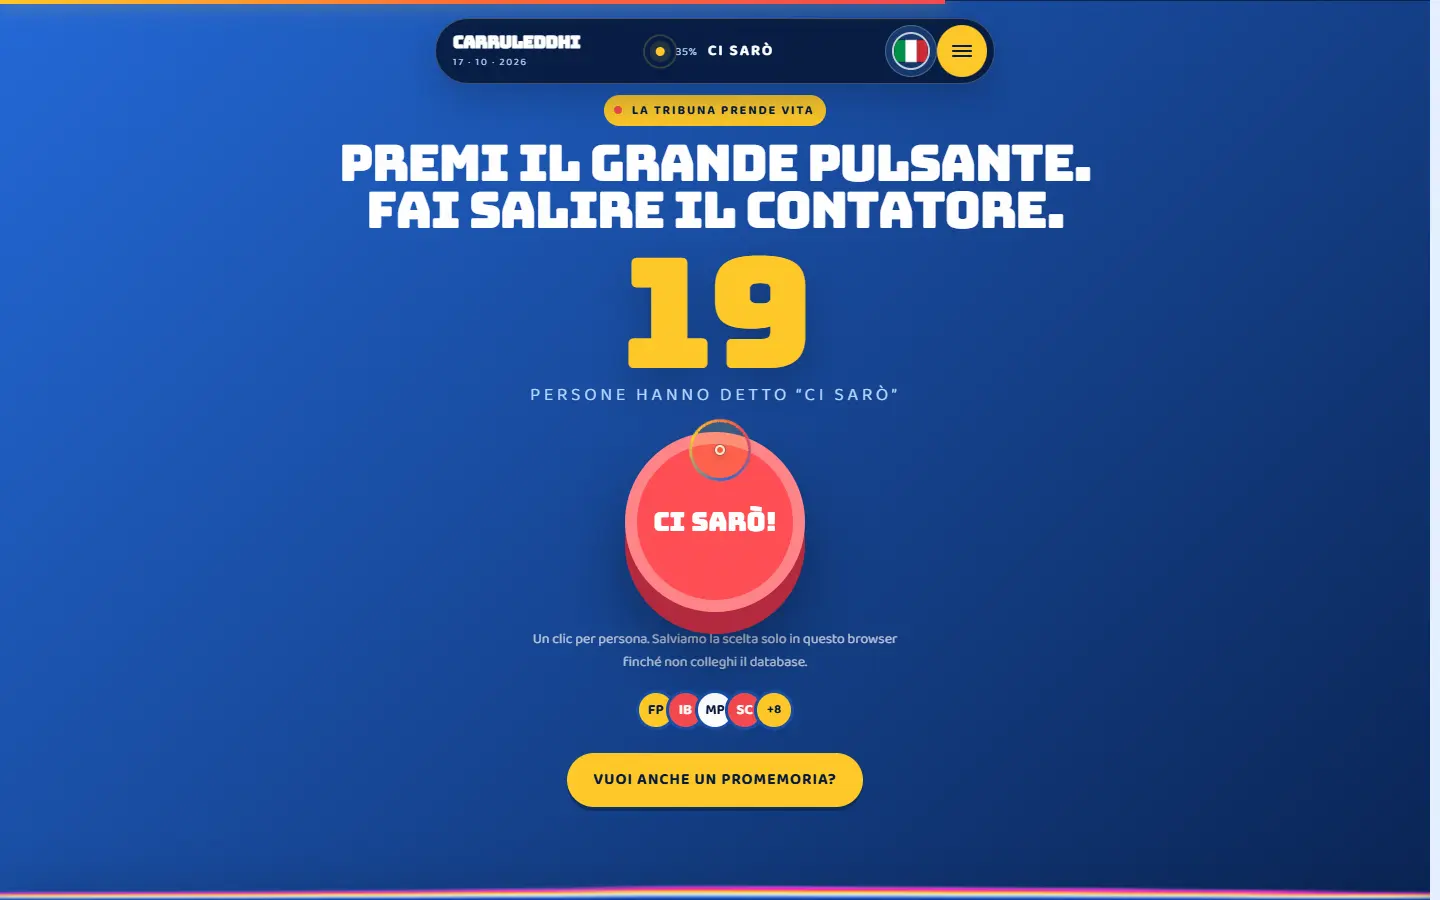 CARRULEDDHI
17 · 10 · 2026
35% CI SARÒ
LA TRIBUNA PRENDE VITA
PREMI IL GRANDE PULSANTE.
FAI SALIRE IL CONTATORE.
19
PERSONE HANNO DETTO "CI SARÒ"
CI SARÒ!
Un clic per persona. Salviamo la scelta solo in questo browser
finché non colleghi il database.
FP IB MP SC +8
VUOI ANCHE UN PROMEMORIA?